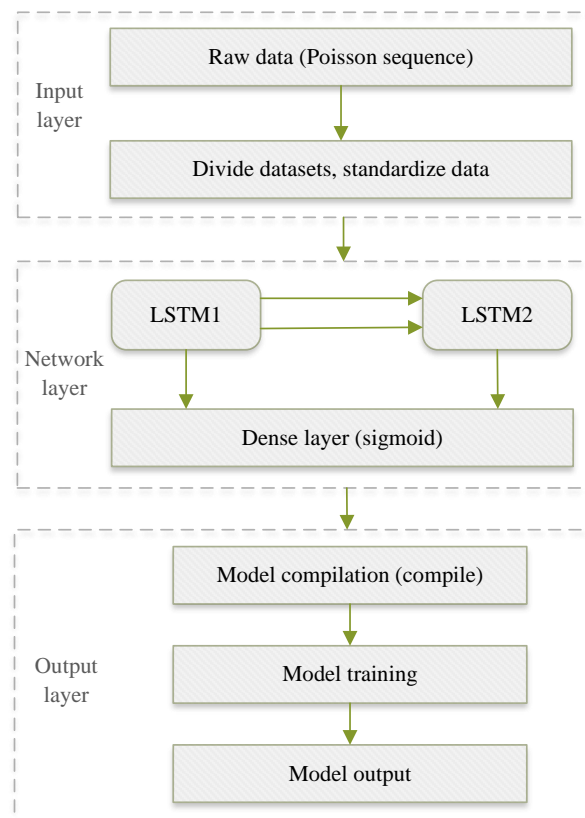 Raw data (Poisson sequence)
Input
layer
Divide datasets, standardize data
LSTM1
LSTM2
Network
layer
Dense layer (sigmoid)
Model compilation (compile)
Output
layer
Model training
Model output